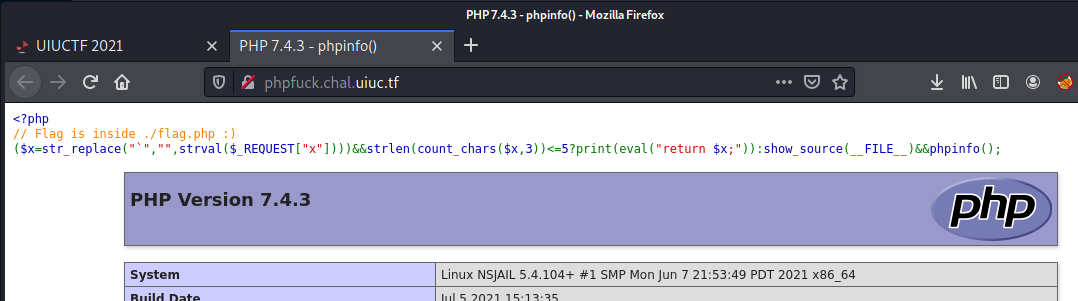 PHP 7.4.3 - phpinfo() - Mozilla Firefox
UIUCTF 2021
PHP 7.4.3 - phpinfo()
phpfuck.chal.uiuc.tf
<?php
// Flag is inside ./flag.php :)
($x=str_replace("`","",strval($_REQUEST["x"])))&&strlen(count_chars($x,3))<=5?print(eval("return $x;")):show_source(__FILE__)&&phpinfo();
PHP Version 7.4.3
php
System Linux NSJAIL 5.4.104+ #1 SMP Mon Jun 7 21:53:49 PDT 2021 x86_64
Build Date Jul 5 2021 15:13:35